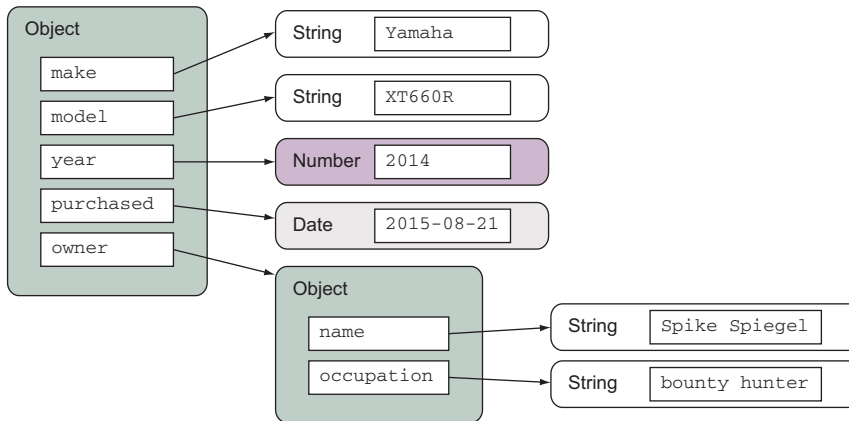 Object
make
String Yamaha
model
String XT660R
year
Number 2014
purchased
Date 2015-08-21
owner
Object
name
String Spike Spiegel
occupation
String bounty hunter